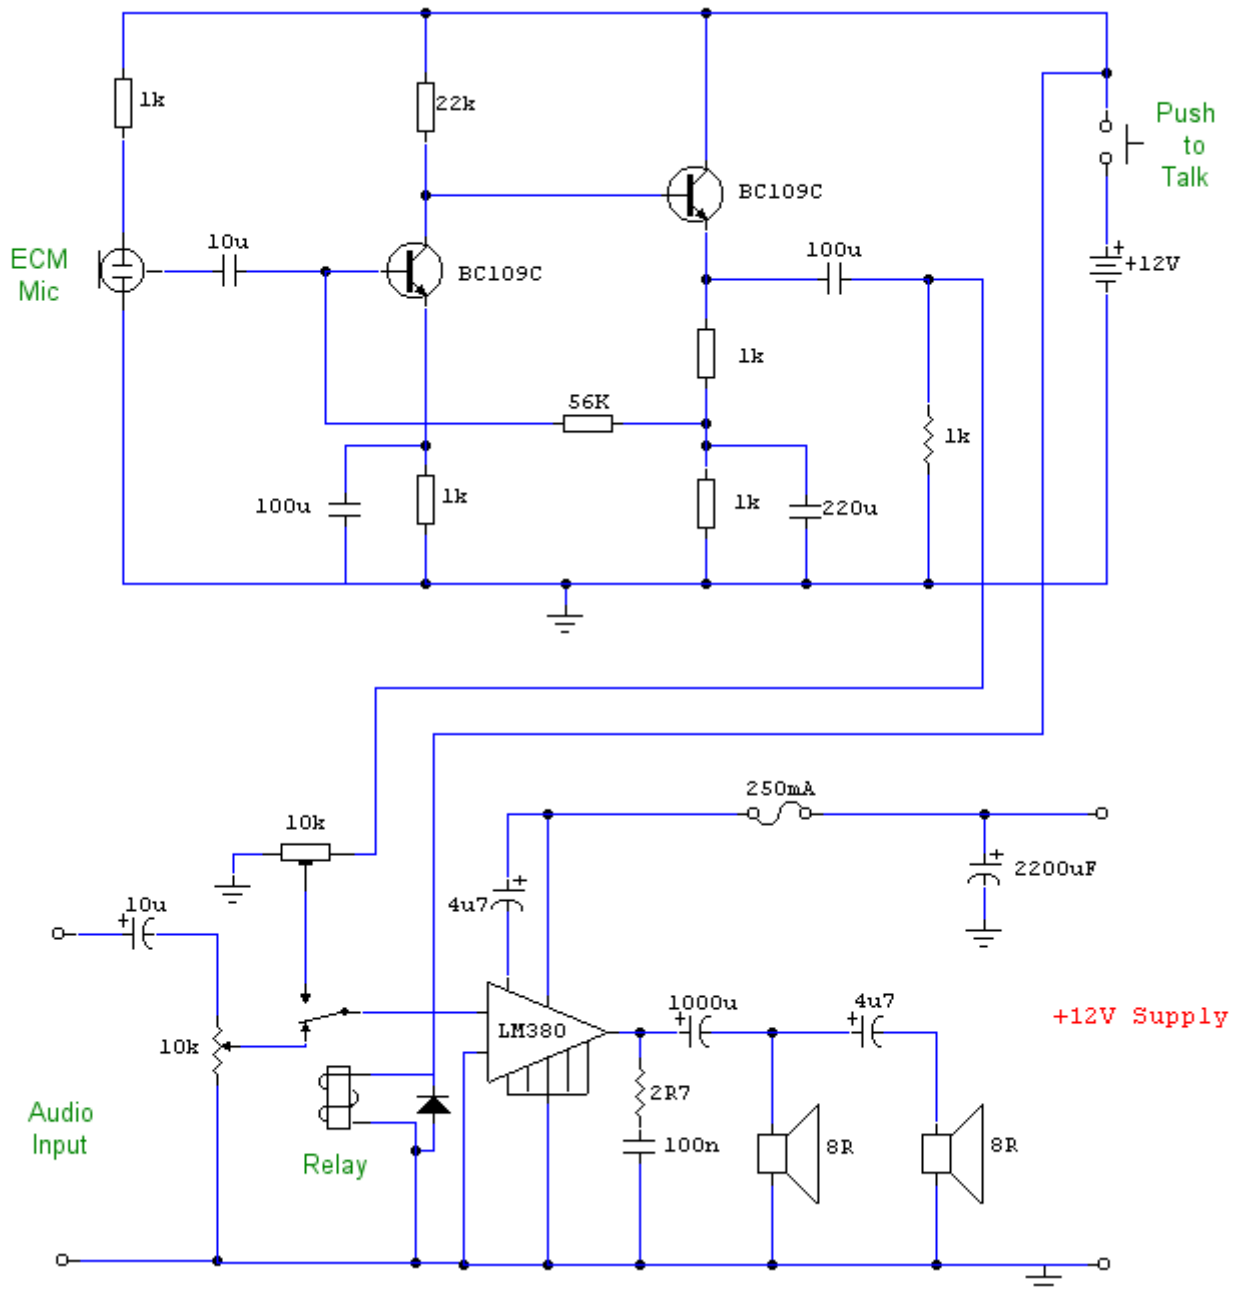 1k
22k
Push
to
Talk
BC109C
ECM
Mic
10u
BC109C
100u
+
+12V
1k
56K
1k
100u
1k
1k
220u
250mA
10k
+
2200uF
+
4u7
+
10u
1000u
+
4u7
+
+12V Supply
LM380
10k
2R7
Audio
Input
100n
8R
8R
Relay